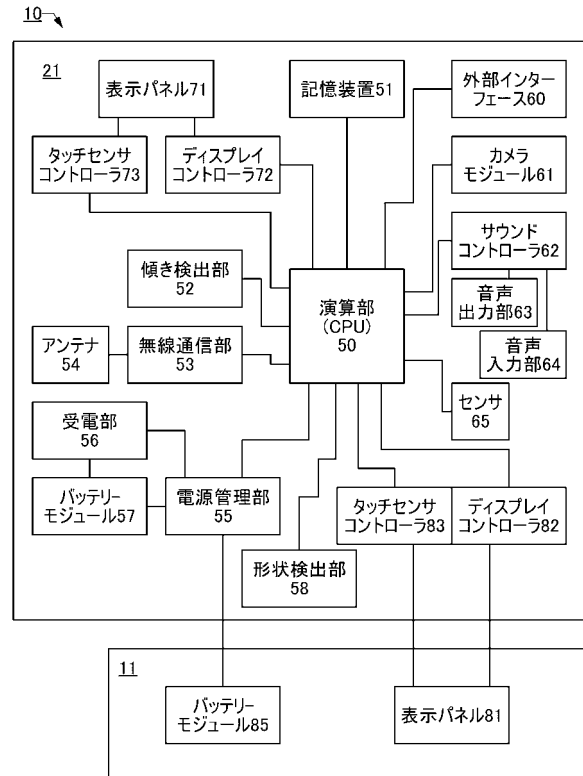 10
21
表示パネル71
記憶装置51
外部インター
フェース60
タッチセンサ
コントローラ73
ディスプレイ
コントローラ72
カメラ
モジュール61
サウンド
コントローラ62
傾き検出部
52
演算部
(CPU)
50
音声
出力部63
アンテナ
54
無線通信部
53
音声
入力部64
受電部
56
センサ
65
バッテリー
モジュール57
電源管理部
55
タッチセンサ
コントローラ83
ディスプレイ
コントローラ82
形状検出部
58
11
バッテリー
モジュール85
表示パネル81